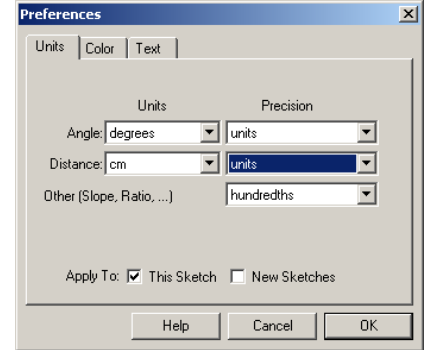 Preferences
Units Color Text
Units Precision
Angle: degrees units
Distance: cm units
Other (Slope, Ratio, ...) hundredths
Apply To: This Sketch New Sketches
Help Cancel OK